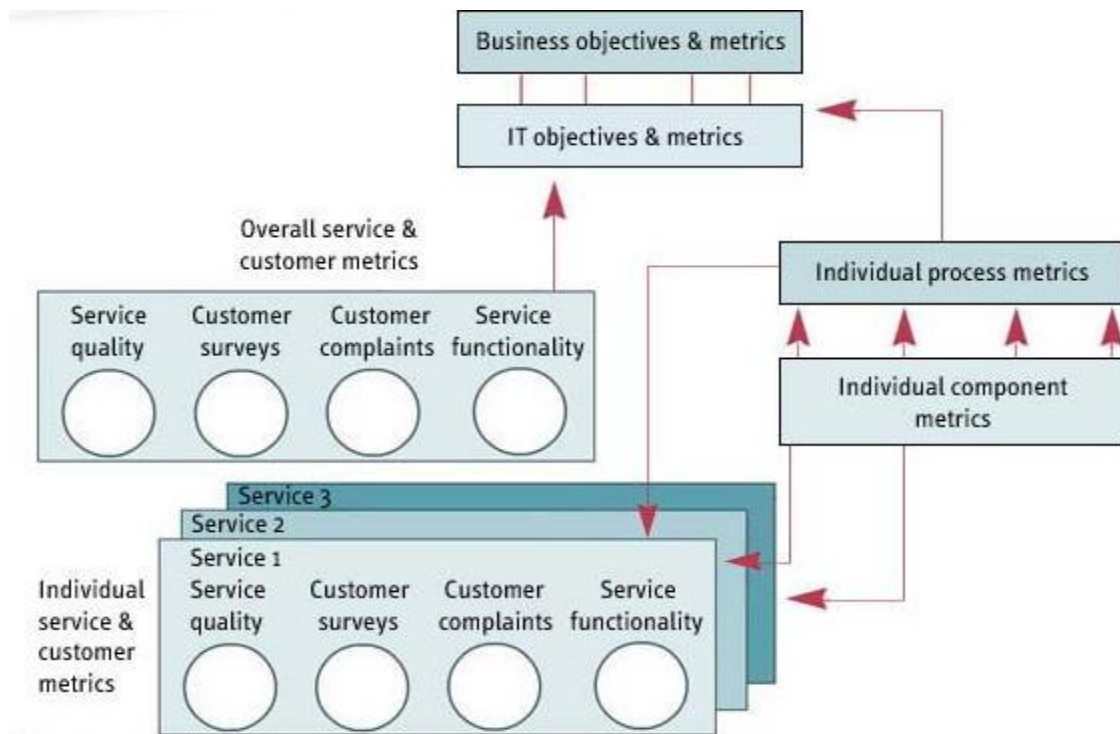 Business objectives & metrics
IT objectives & metrics
Overall service &
customer metrics
Individual process metrics
Service
quality
Customer
surveys
Customer
complaints
Service
functionality
Individual component
metrics
Service 3
Service 2
Service 1
Individual
service &
customer
metrics
Service
quality
Customer
surveys
Customer
complaints
Service
functionality